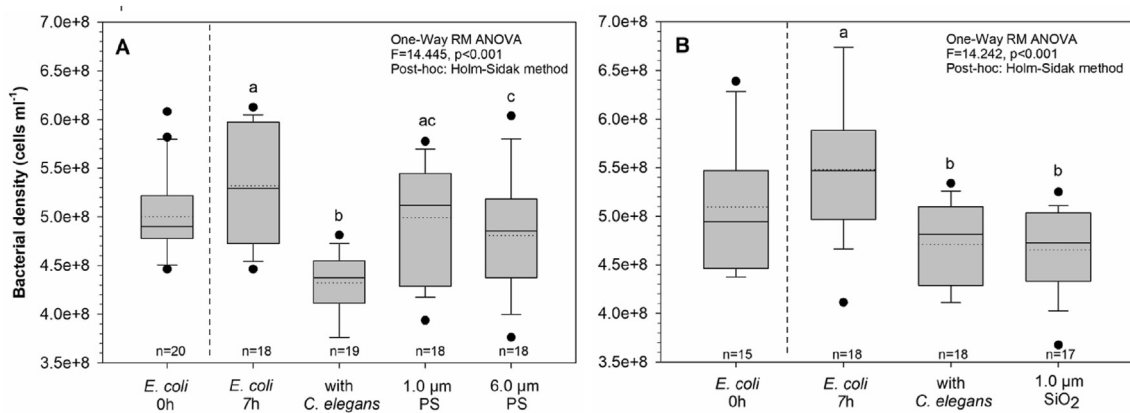 7.0e+8
6.5e+8
6.0e+8
5.5e+8
5.0e+8
4.5e+8
4.0e+8
3.5e+8
Bacterial density (cells ml⁻¹)
A
One-Way RM ANOVA
F=14.445, p<0.001
Post-hoc: Holm-Sidak method
a
b
ac
c
n=20
n=18
n=19
n=18
n=18
E. coli
0h
E. coli
7h
with
C. elegans
1.0 µm
PS
6.0 µm
PS
7.0e+8
6.5e+8
6.0e+8
5.5e+8
5.0e+8
4.5e+8
4.0e+8
3.5e+8
B
One-Way RM ANOVA
F=14.242, p<0.001
Post-hoc: Holm-Sidak method
a
b
b
n=15
n=18
n=18
n=17
E. coli
0h
E. coli
7h
with
C. elegans
1.0 µm
SiO₂